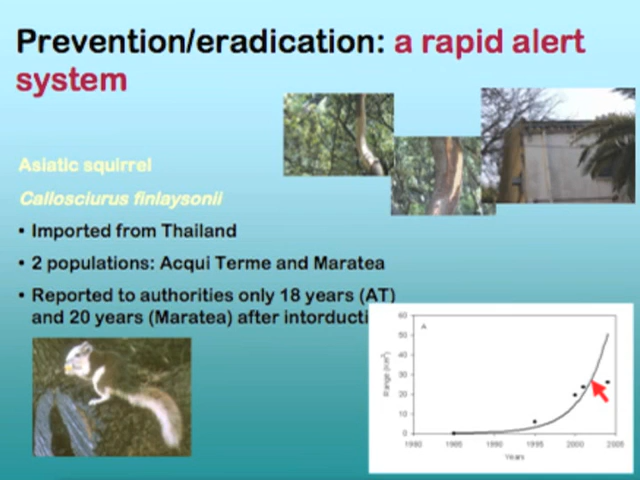 Prevention/eradication: a rapid alert
system
Asiatic squirrel
Callosciurus finlaysonii
• Imported from Thailand
• 2 populations: Acqui Terme and Maratea
• Reported to authorities only 18 years (AT)
and 20 years (Maratea) after intorducti
A
60
50
40
30
20
10
0
Range (km²)
1980 1985 1990 1995 2000 2005
Years